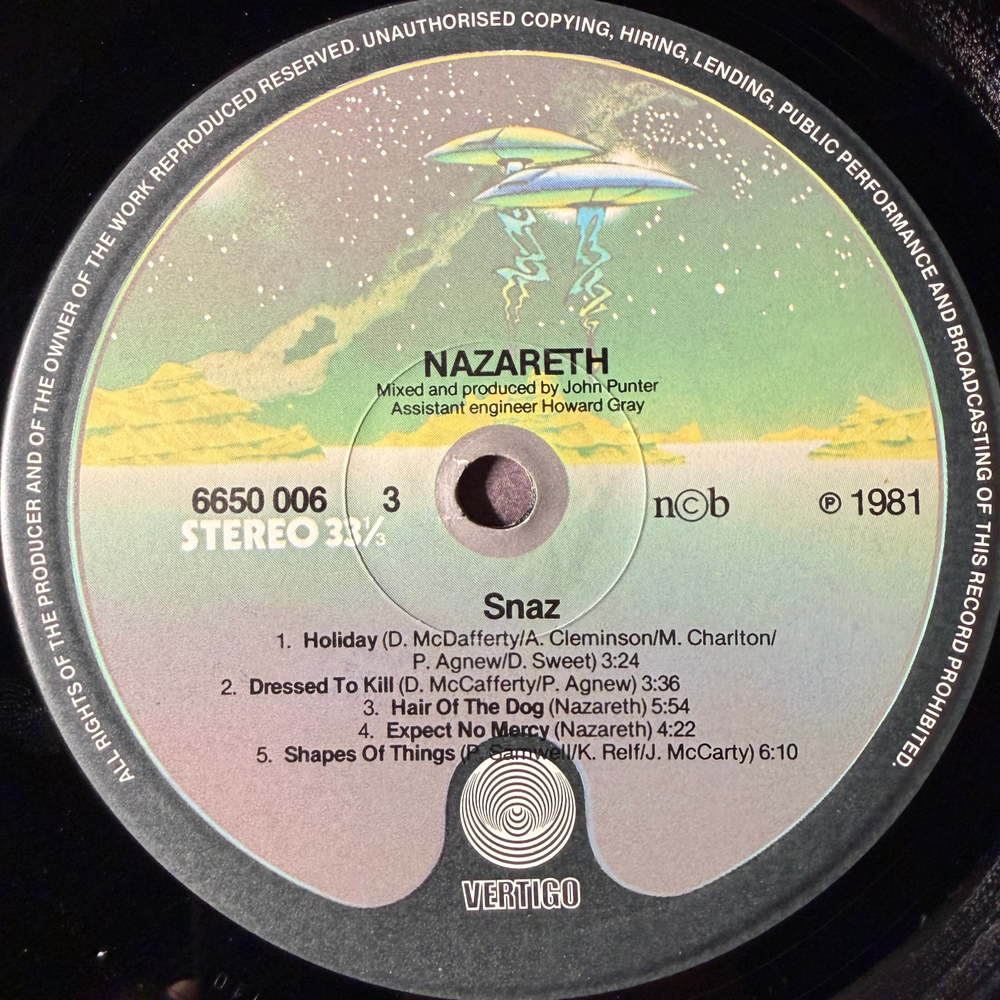 ALL RIGHTS OF THE PRODUCER AND OF THE OWNER OF THE WORK REPRODUCED RESERVED. UNAUTHORISED COPYING, HIRING, LENDING, PUBLIC PERFORMANCE AND BROADCASTING OF THIS RECORD PROHIBITED.
NAZARETH
Mixed and produced by John Punter
Assistant engineer Howard Gray
6650 006 3 n©b ℗ 1981
STEREO 33⅓
Snaz
1. Holiday (D. McDafferty/A. Cleminson/M. Charlton/
P. Agnew/D. Sweet) 3:24
2. Dressed To Kill (D. McCafferty/P. Agnew) 3:36
3. Hair Of The Dog (Nazareth) 5:54
4. Expect No Mercy (Nazareth) 4:22
5. Shapes Of Things (P. Samwell/K. Relf/J. McCarty) 6:10
VERTIGO